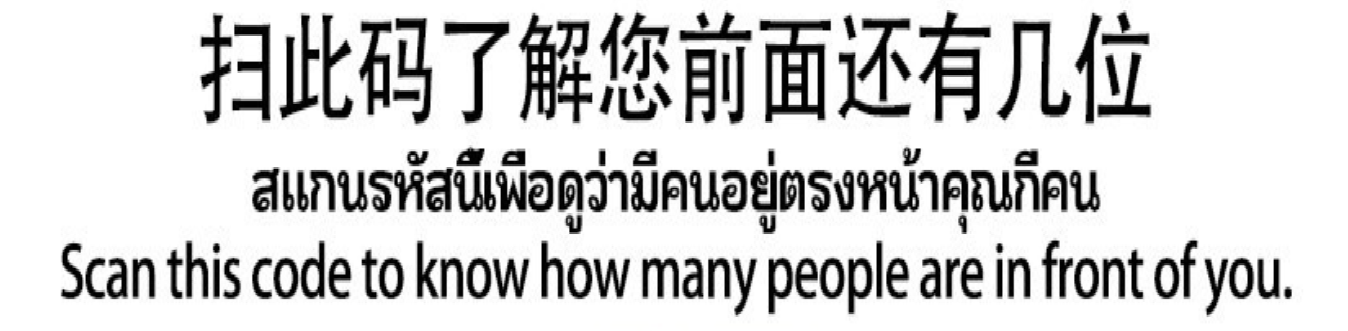 扫此码了解您前面还有几位
สแกนรหัสนี้เพื่อดูว่ามีคนอยู่ตรงหน้าคุณกี่คน
Scan this code to know how many people are in front of you.